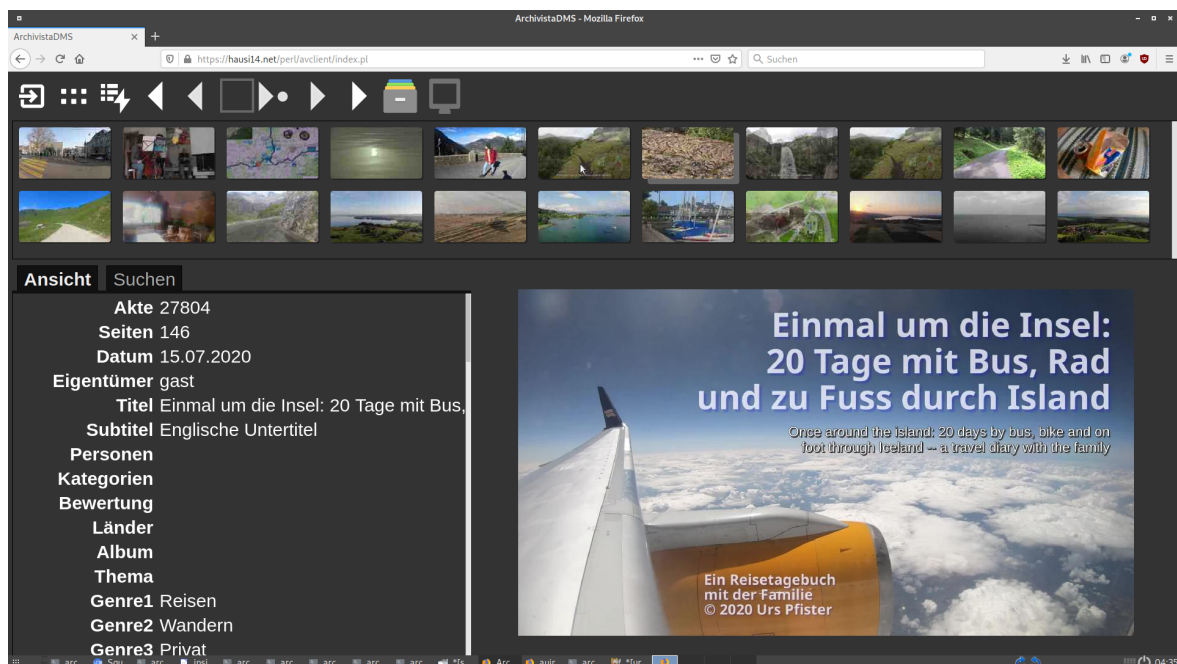 ArchivistaDMS - Mozilla Firefox
ArchivistaDMS × +
https://hausi14.net/perl/avclient/index.pl
Suchen
Ansicht Suchen
Akte 27804
Seiten 146
Datum 15.07.2020
Eigentümer gast
Titel Einmal um die Insel: 20 Tage mit Bus,
Subtitel Englische Untertitel
Personen
Kategorien
Bewertung
Länder
Album
Thema
Genre1 Reisen
Genre2 Wandern
Genre3 Privat
Einmal um die Insel:
20 Tage mit Bus, Rad
und zu Fuss durch Island
Once around the island: 20 days by bus, bike and on
foot through Iceland -- a travel diary with the family
Ein Reisetagebuch
mit der Familie
© 2020 Urs Pfister
04:35